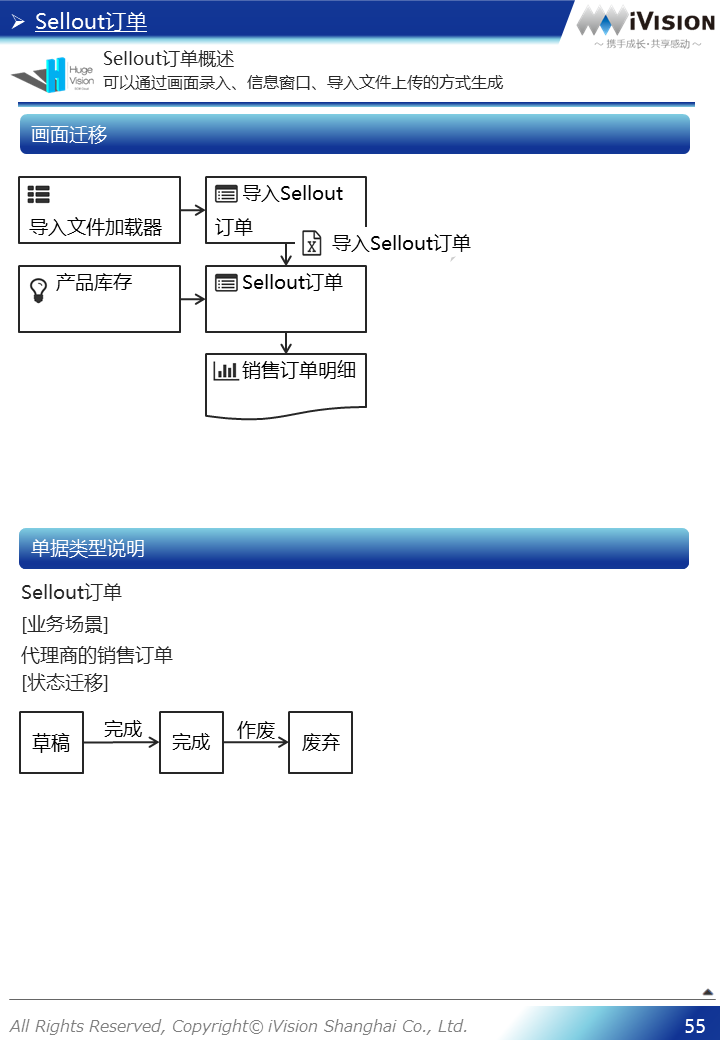 Sellout订单
iVISION
～ 携手成长·共享感动 ～
Huge
Vision
Sellout订单概述
可以通过画面录入、信息窗口、导入文件上传的方式生成
画面迁移
导入文件加载器
导入Sellout
订单
导入Sellout订单
产品库存
Sellout订单
销售订单明细
单据类型说明
Sellout订单
[业务场景]
代理商的销售订单
[状态迁移]
草稿
完成
完成
作废
废弃
All Rights Reserved, Copyright© iVision Shanghai Co., Ltd.
55